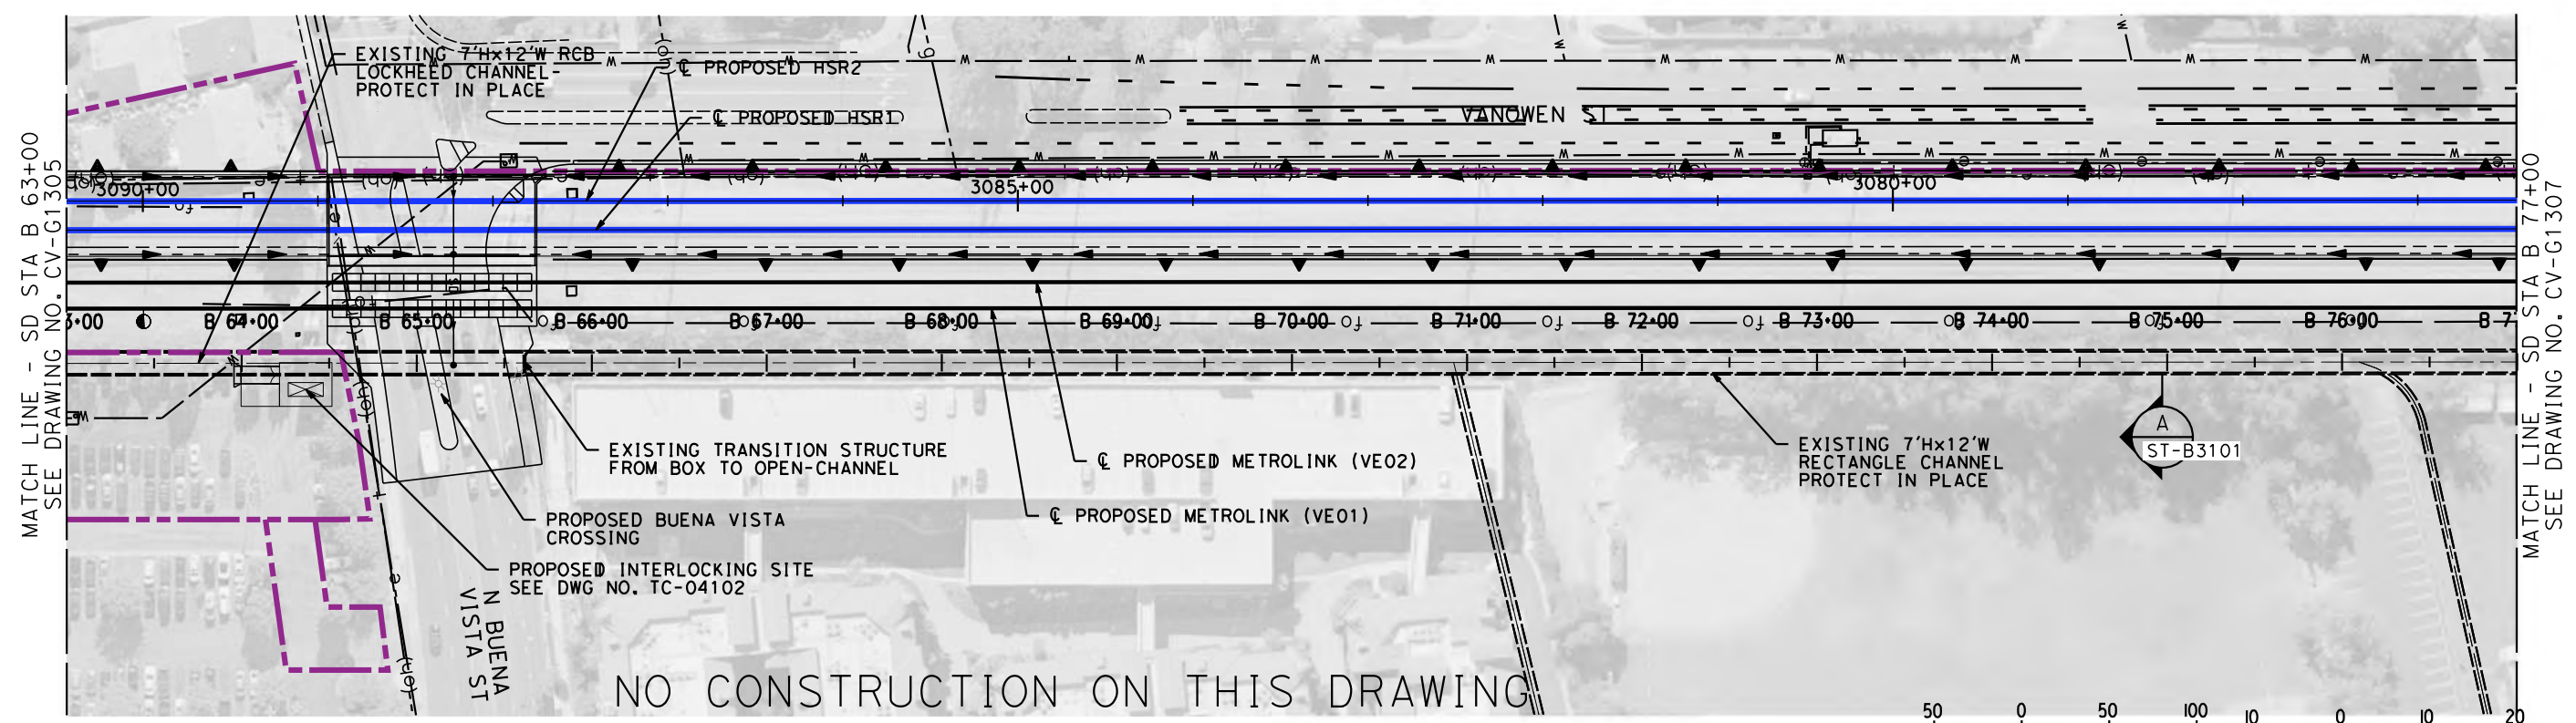 EXISTING 7'Hx12'W RCB
LOCKHEED CHANNEL-
PROTECT IN PLACE
℄ PROPOSED HSR2
℄ PROPOSED HSR1
VANOWEN ST
MATCH LINE - SD STA B 63+00
SEE DRAWING NO. CV-G1305
3090+00
3085+00
3080+00
MATCH LINE - SD STA B 77+00
SEE DRAWING NO. CV-G1307
3+00
B 64+00
B 65+00
B 66+00
B 67+00
B 68+00
B 69+00
B 70+00
B 71+00
B 72+00
B 73+00
B 74+00
B 75+00
B 76+00
B 7
EXISTING TRANSITION STRUCTURE
FROM BOX TO OPEN-CHANNEL
℄ PROPOSED METROLINK (VE02)
EXISTING 7'Hx12'W
RECTANGLE CHANNEL
PROTECT IN PLACE
A
ST-B3101
PROPOSED BUENA VISTA
CROSSING
℄ PROPOSED METROLINK (VE01)
PROPOSED INTERLOCKING SITE
SEE DWG NO. TC-04102
N BUENA
VISTA ST
NO CONSTRUCTION ON THIS DRAWING
50 0 50 100 10 0 10 20